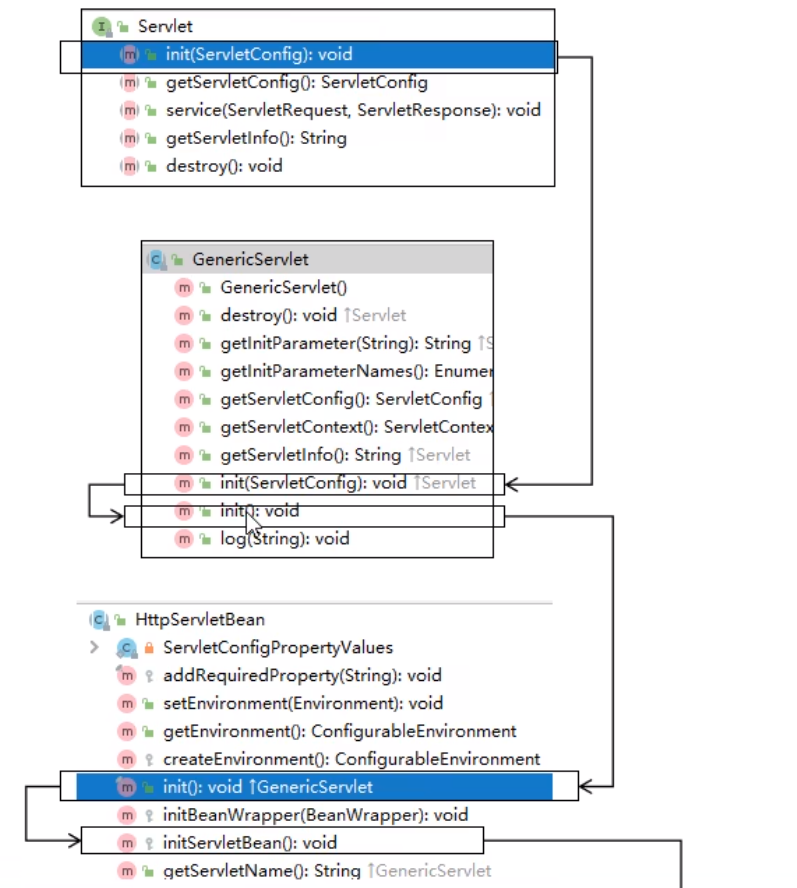 Servlet
init(ServletConfig): void
getServletConfig(): ServletConfig
service(ServletRequest, ServletResponse): void
getServletInfo(): String
destroy(): void
GenericServlet
GenericServlet()
destroy(): void ↑Servlet
getInitParameter(String): String ↑S
getInitParameterNames(): Enumer
getServletConfig(): ServletConfig ↑
getServletContext(): ServletContex
getServletInfo(): String ↑Servlet
init(ServletConfig): void ↑Servlet
init(): void
log(String): void
HttpServletBean
ServletConfigPropertyValues
addRequiredProperty(String): void
setEnvironment(Environment): void
getEnvironment(): ConfigurableEnvironment
createEnvironment(): ConfigurableEnvironment
init(): void ↑GenericServlet
initBeanWrapper(BeanWrapper): void
initServletBean(): void
getServletName(): String ↑GenericServlet